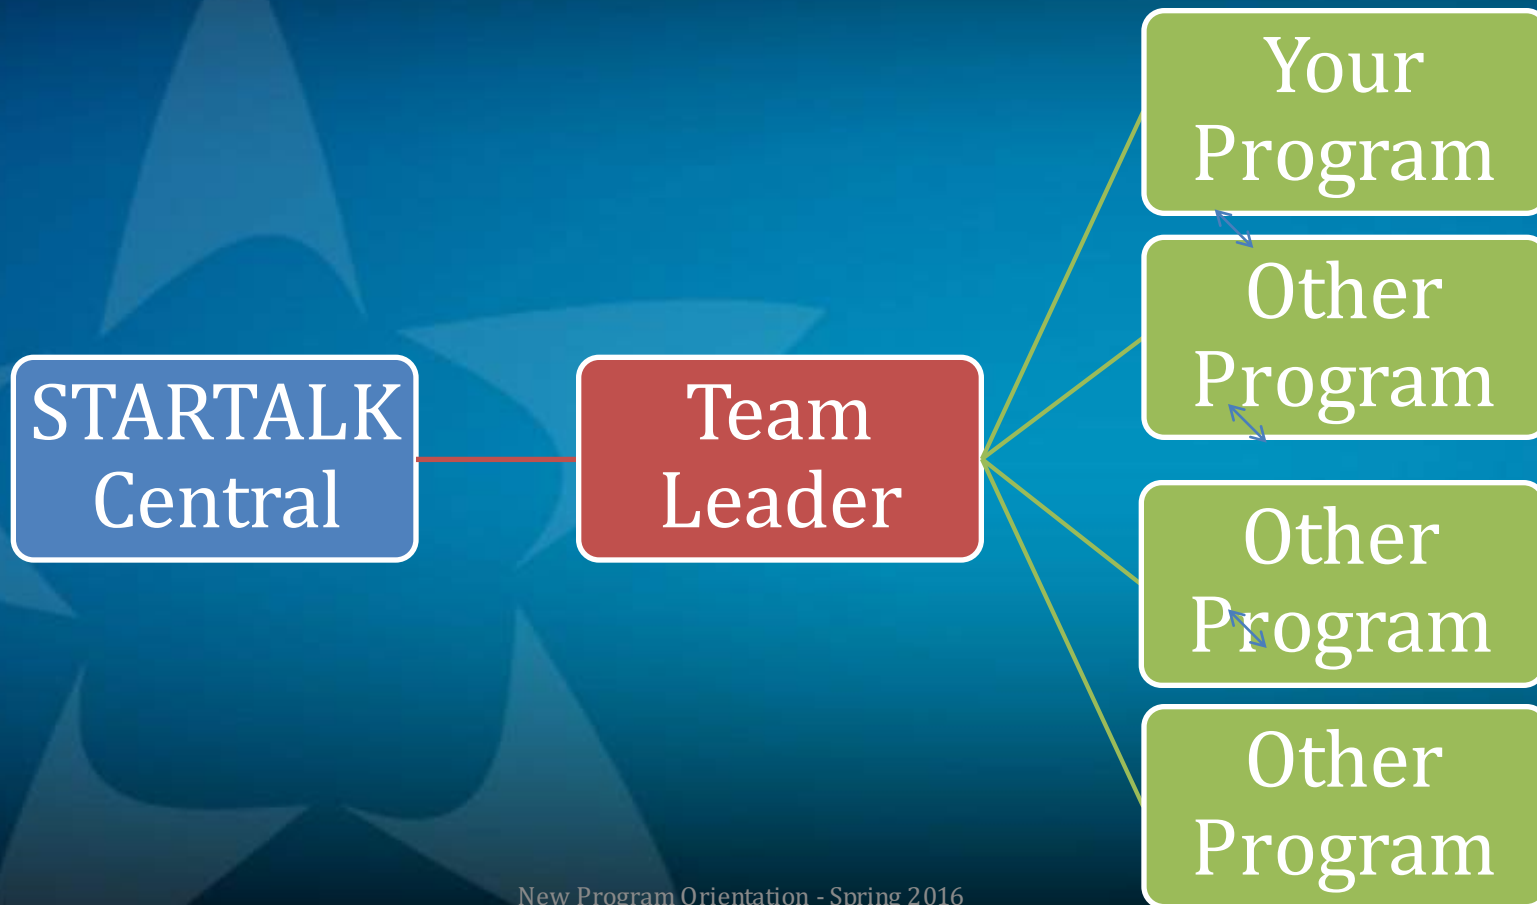 STARTALK
Central
Team
Leader
Your
Program
Other
Program
Other
Program
Other
Program
New Program Orientation - Spring 2016